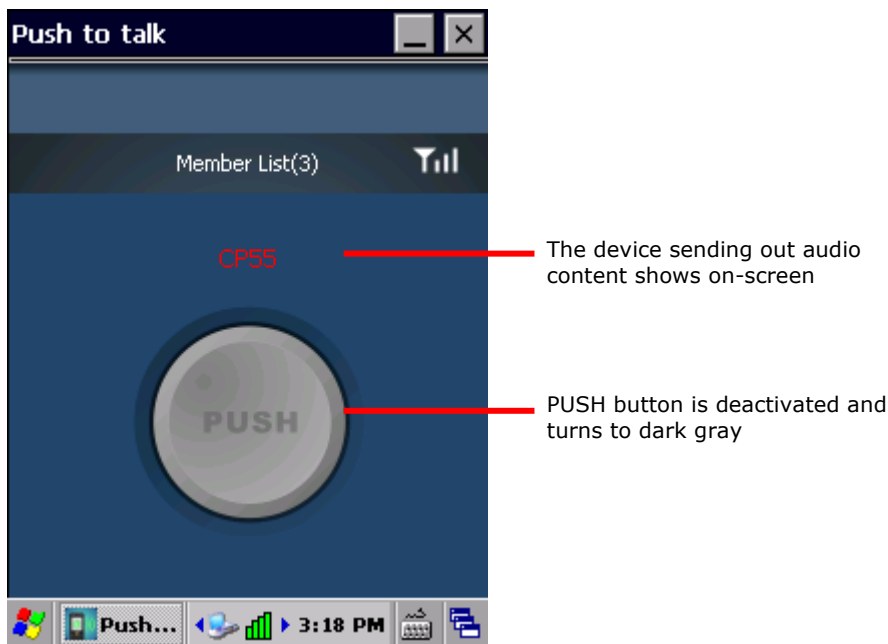 Push to talk
Member List(3)
CP55
The device sending out audio
content shows on-screen
PUSH
PUSH button is deactivated and
turns to dark gray
Push... 3:18 PM